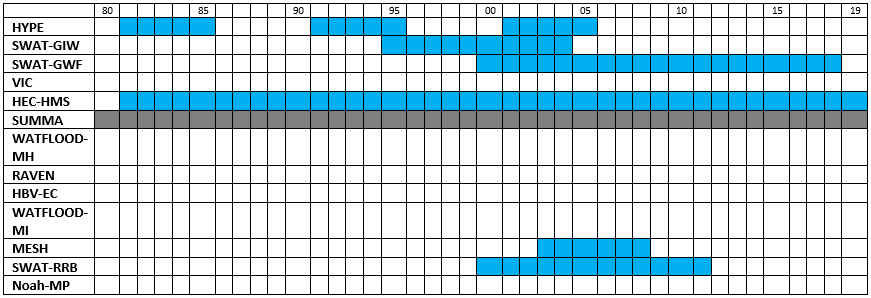 80 85 90 95 00 05 10 15 19
HYPE
SWAT-GIW
SWAT-GWF
VIC
HEC-HMS
SUMMA
WATFLOOD-
MH
RAVEN
HBV-EC
WATFLOOD-
MI
MESH
SWAT-RRB
Noah-MP